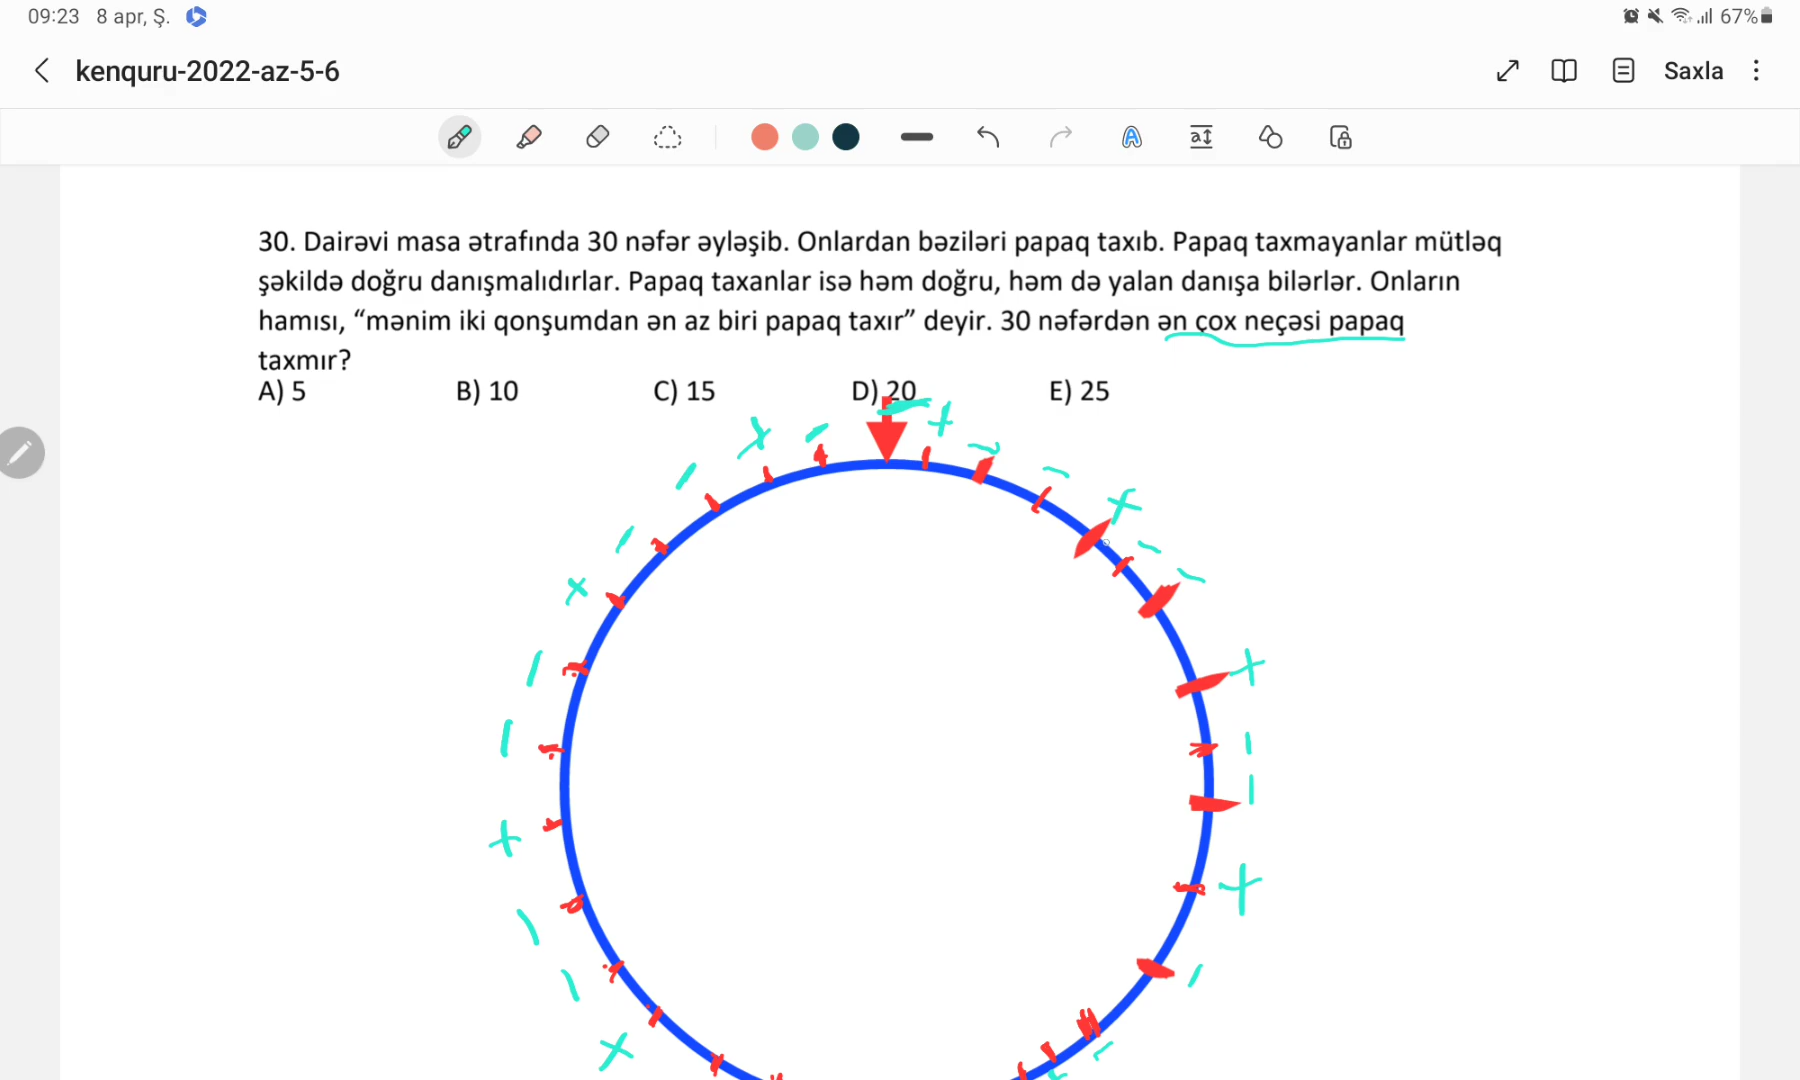 09:23 8 apr, Ş.
67%
kenquru-2022-az-5-6
Saxla
30. Dairəvi masa ətrafında 30 nəfər əyləşib. Onlardan bəziləri papaq taxıb. Papaq taxmayanlar mütləq
şəkildə doğru danışmalıdırlar. Papaq taxanlar isə həm doğru, həm də yalan danışa bilərlər. Onların
hamısı, “mənim iki qonşumdan ən az biri papaq taxır” deyir. 30 nəfərdən ən çox neçəsi papaq
taxmır?
A) 5 B) 10 C) 15 D) 20 E) 25